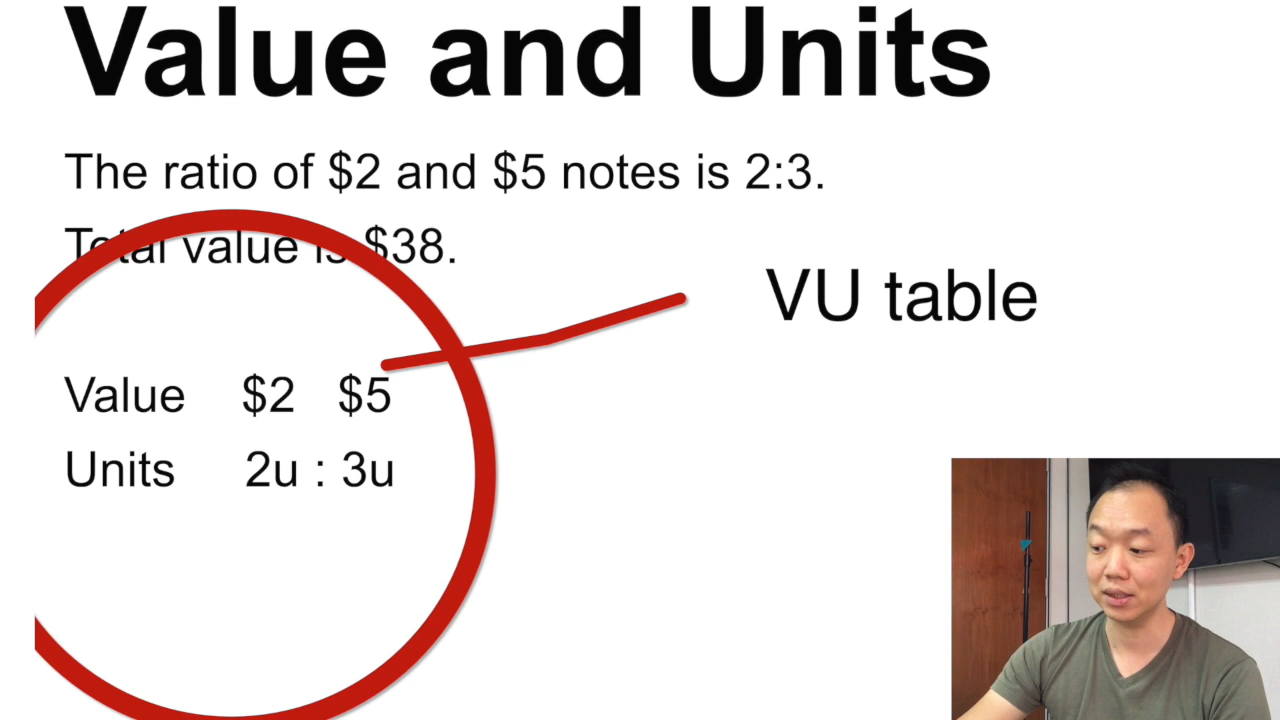 Value and Units
The ratio of $2 and $5 notes is 2:3.
Total value is $38.
VU table
Value $2 $5
Units 2u : 3u